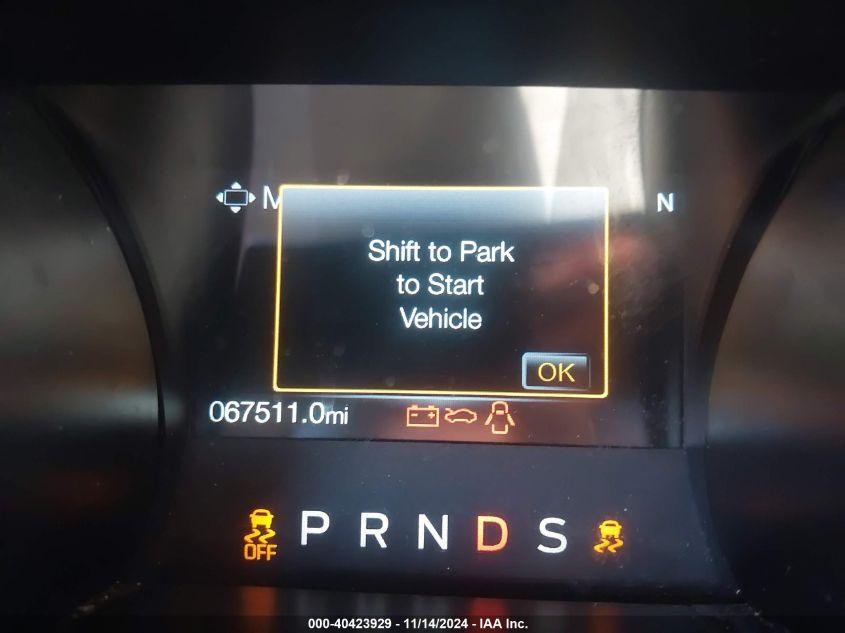 M
N
Shift to Park
to Start
Vehicle
OK
067511.0mi
OFF P R N D S
000-40423929 - 11/14/2024 - IAA Inc.